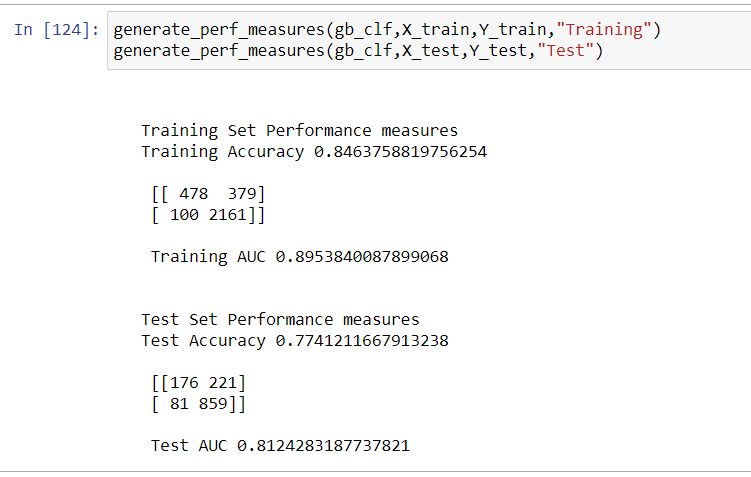 In [124]: generate_perf_measures(gb_clf,X_train,Y_train,"Training")
generate_perf_measures(gb_clf,X_test,Y_test,"Test")
Training Set Performance measures
Training Accuracy 0.8463758819756254
[[ 478  379]
[ 100 2161]]
Training AUC 0.8953840087899068
Test Set Performance measures
Test Accuracy 0.7741211667913238
[[176 221]
[ 81 859]]
Test AUC 0.8124283187737821